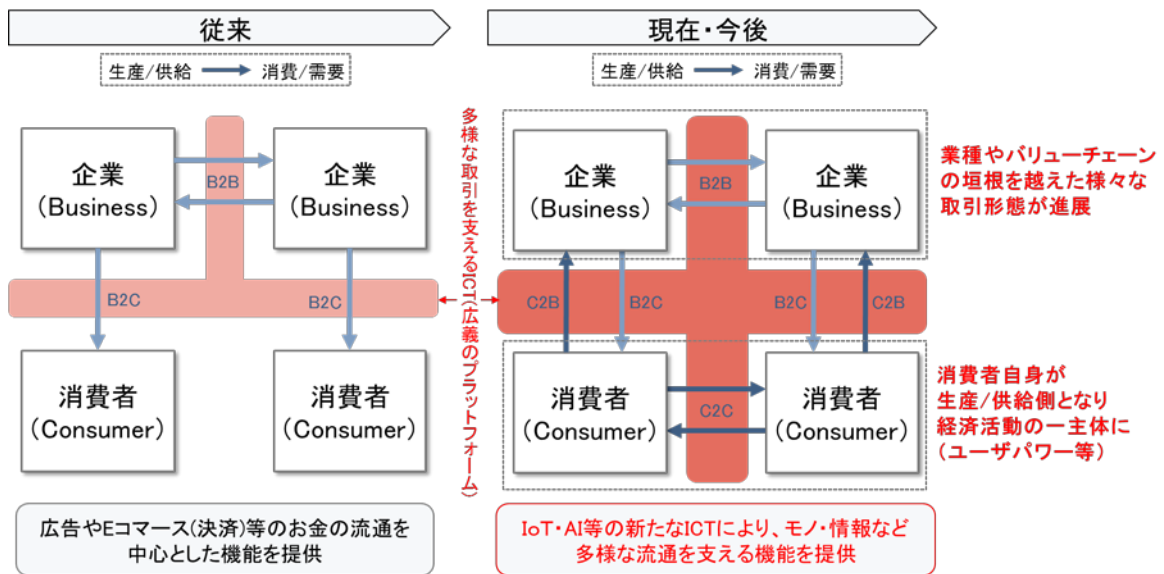 従来
生産/供給
消費/需要
企業
(Business)
B2B
企業
(Business)
B2C
B2C
消費者
(Consumer)
消費者
(Consumer)
広告やEコマース(決済)等のお金の流通を
中心とした機能を提供
多様な取引を支えるICT(広義のプラットフォーム)
現在・今後
生産/供給
消費/需要
企業
(Business)
B2B
企業
(Business)
C2B
B2C
B2C
C2B
消費者
(Consumer)
C2C
消費者
(Consumer)
業種やバリューチェーン
の垣根を越えた様々な
取引形態が進展
消費者自身が
生産/供給側となり
経済活動の一主体に
(ユーザパワー等)
IoT・AI等の新たなICTにより、モノ・情報など
多様な流通を支える機能を提供